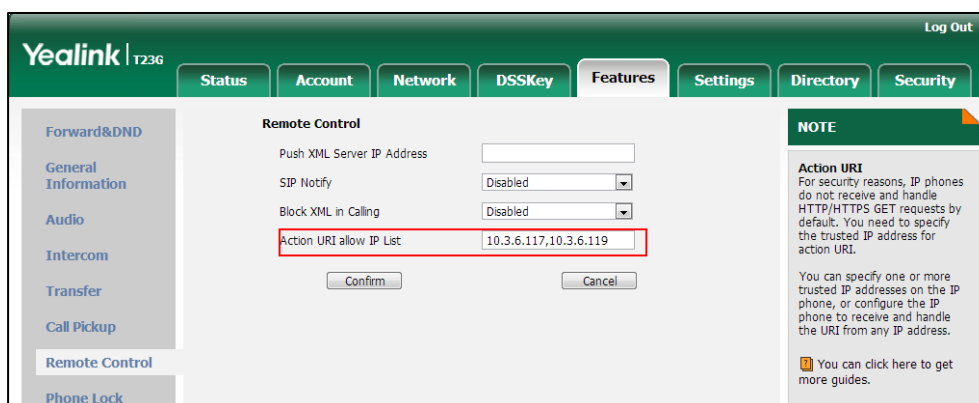 Log Out
Yealink T23G
Status Account Network DSSKey Features Settings Directory Security
Forward&DND
General
Information
Audio
Intercom
Transfer
Call Pickup
Remote Control
Phone Lock
Remote Control
Push XML Server IP Address
SIP Notify Disabled
Block XML in Calling Disabled
Action URI allow IP List 10.3.6.117,10.3.6.119
Confirm Cancel
NOTE
Action URI
For security reasons, IP phones
do not receive and handle
HTTP/HTTPS GET requests by
default. You need to specify
the trusted IP address for
action URI.
You can specify one or more
trusted IP addresses on the IP
phone, or configure the IP
phone to receive and handle
the URI from any IP address.
You can click here to get
more guides.